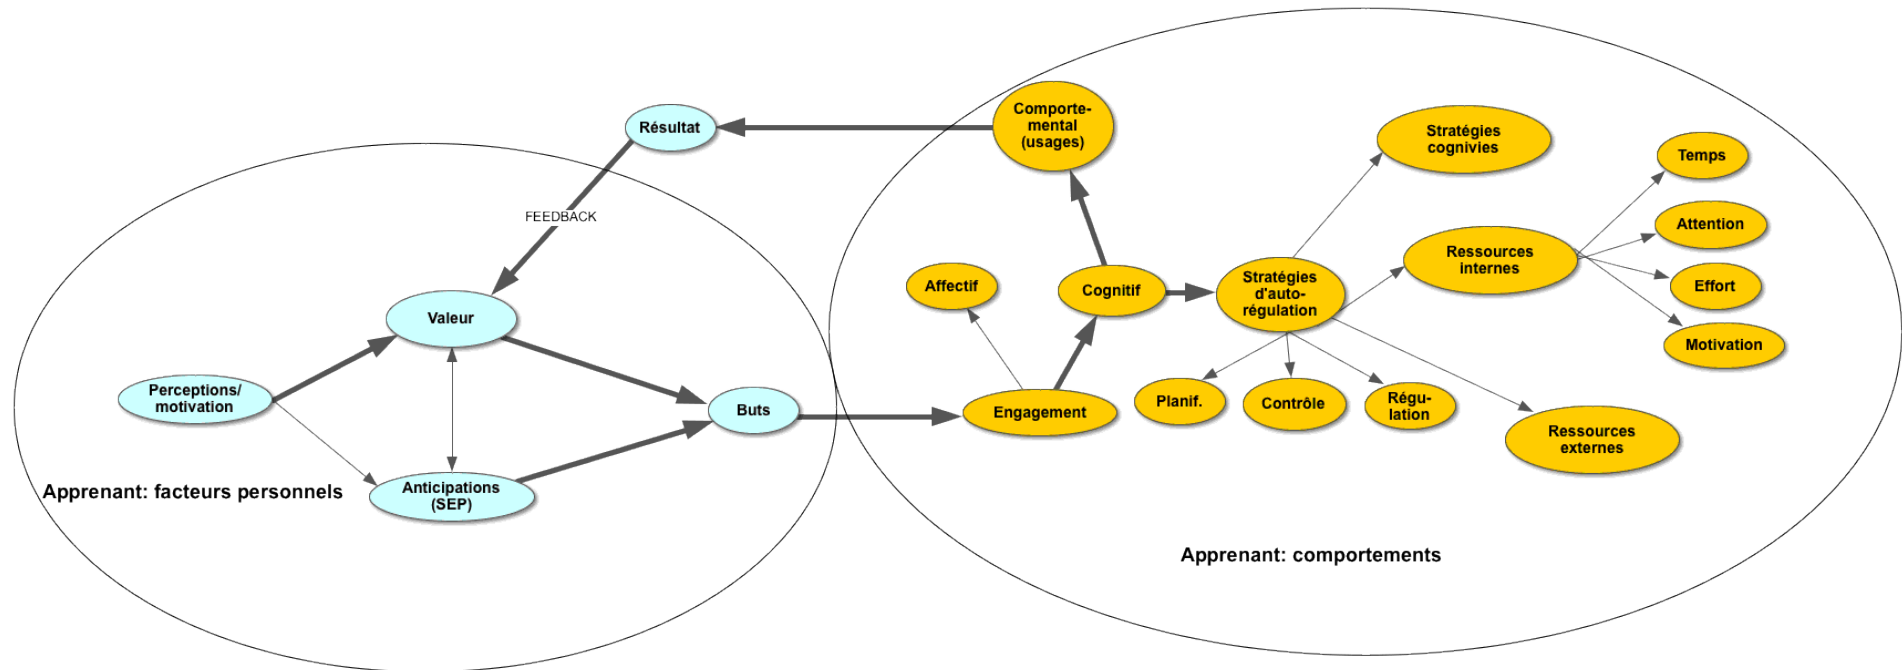 Résultat
FEEDBACK
Valeur
Perceptions/
motivation
Anticipations
(SEP)
Buts
Apprenant: facteurs personnels
Comporte-
mental
(usages)
Affectif
Cognitif
Engagement
Stratégies
d'auto-
régulation
Stratégies
cognivies
Ressources
internes
Temps
Attention
Effort
Motivation
Planif.
Contrôle
Régu-
lation
Ressources
externes
Apprenant: comportements